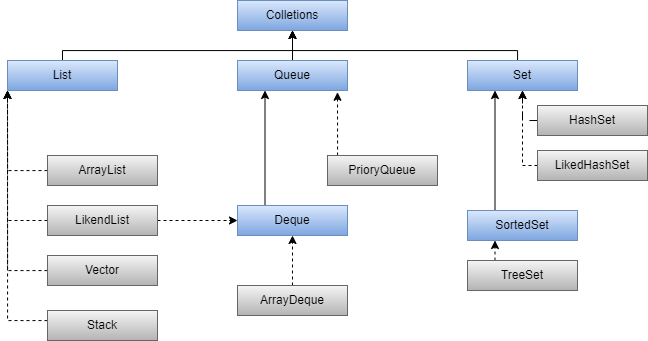 Colletions
List
Queue
Set
HashSet
ArrayList
PrioryQueue
LikedHashSet
LikendList
Deque
SortedSet
Vector
TreeSet
ArrayDeque
Stack